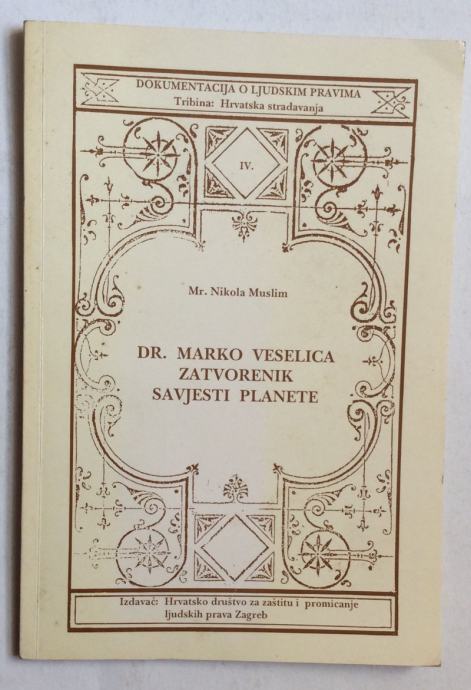 DOKUMENTACIJA O LJUDSKIM PRAVIMA
Tribina: Hrvatska stradavanja
IV.
Mr. Nikola Muslim
DR. MARKO VESELICA
ZATVORENIK
SAVJESTI PLANETE
Izdavač: Hrvatsko društvo za zaštitu i promicanje
ljudskih prava Zagreb